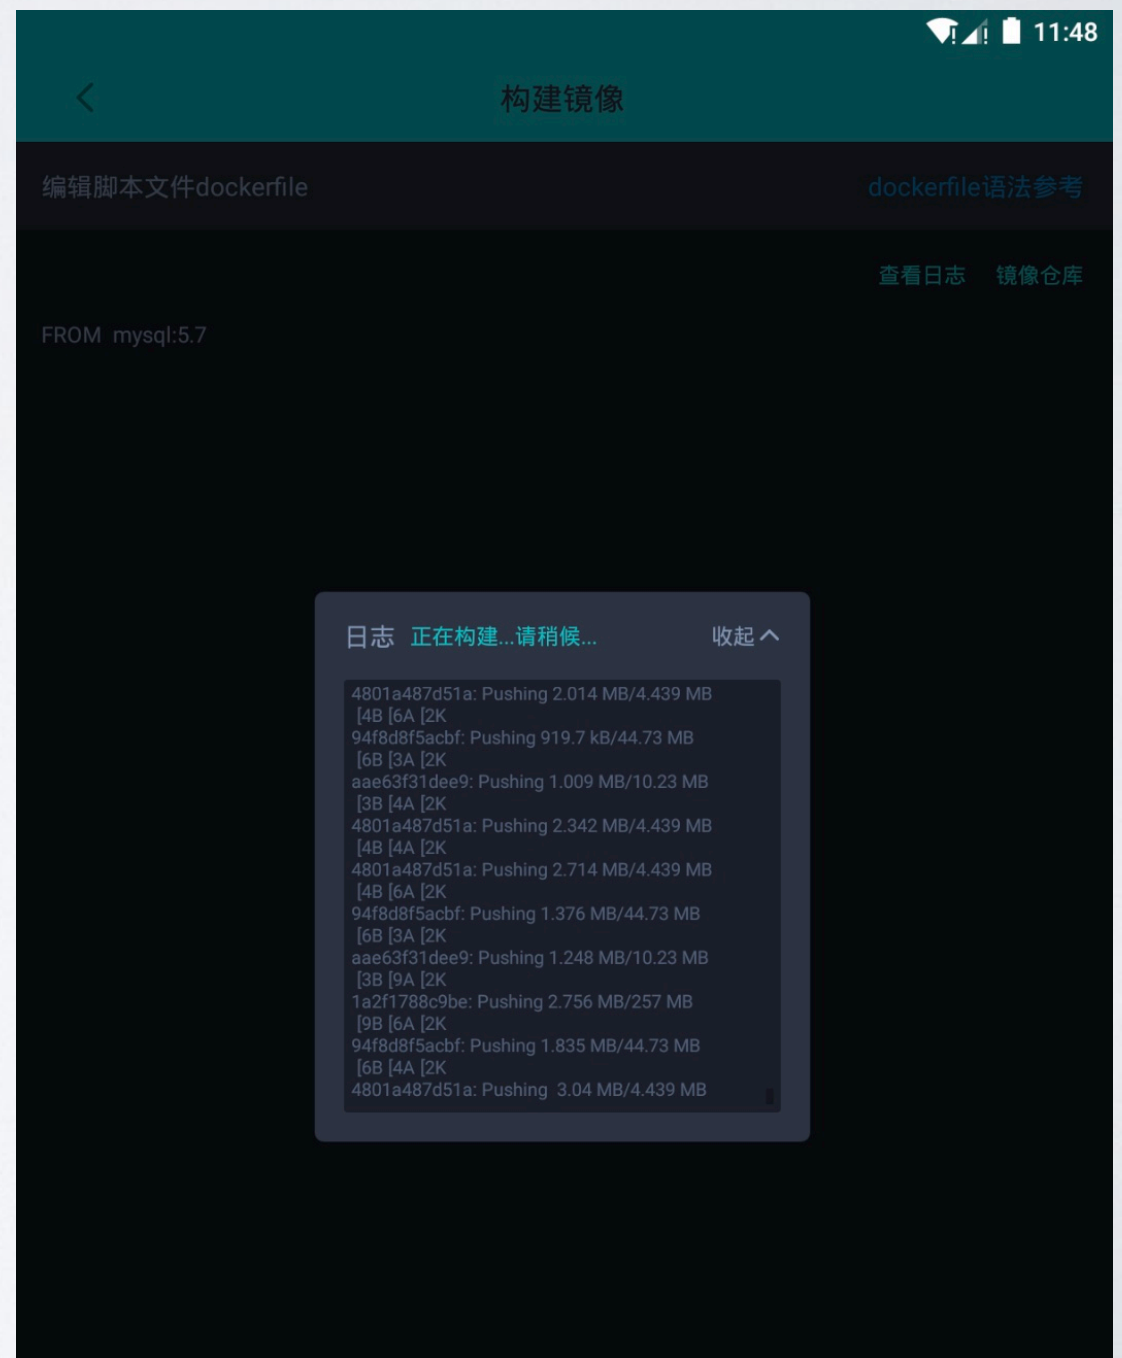 11:48
构建镜像
编辑脚本文件dockerfile dockerfile语法参考
查看日志 镜像仓库
FROM mysql:5.7
日志 正在构建...请稍候... 收起
4801a487d51a: Pushing 2.014 MB/4.439 MB
[4B [6A [2K
94f8d8f5acbf: Pushing 919.7 kB/44.73 MB
[6B [3A [2K
aae63f31dee9: Pushing 1.009 MB/10.23 MB
[3B [4A [2K
4801a487d51a: Pushing 2.342 MB/4.439 MB
[4B [4A [2K
4801a487d51a: Pushing 2.714 MB/4.439 MB
[4B [6A [2K
94f8d8f5acbf: Pushing 1.376 MB/44.73 MB
[6B [3A [2K
aae63f31dee9: Pushing 1.248 MB/10.23 MB
[3B [9A [2K
1a2f1788c9be: Pushing 2.756 MB/257 MB
[9B [6A [2K
94f8d8f5acbf: Pushing 1.835 MB/44.73 MB
[6B [4A [2K
4801a487d51a: Pushing 3.04 MB/4.439 MB